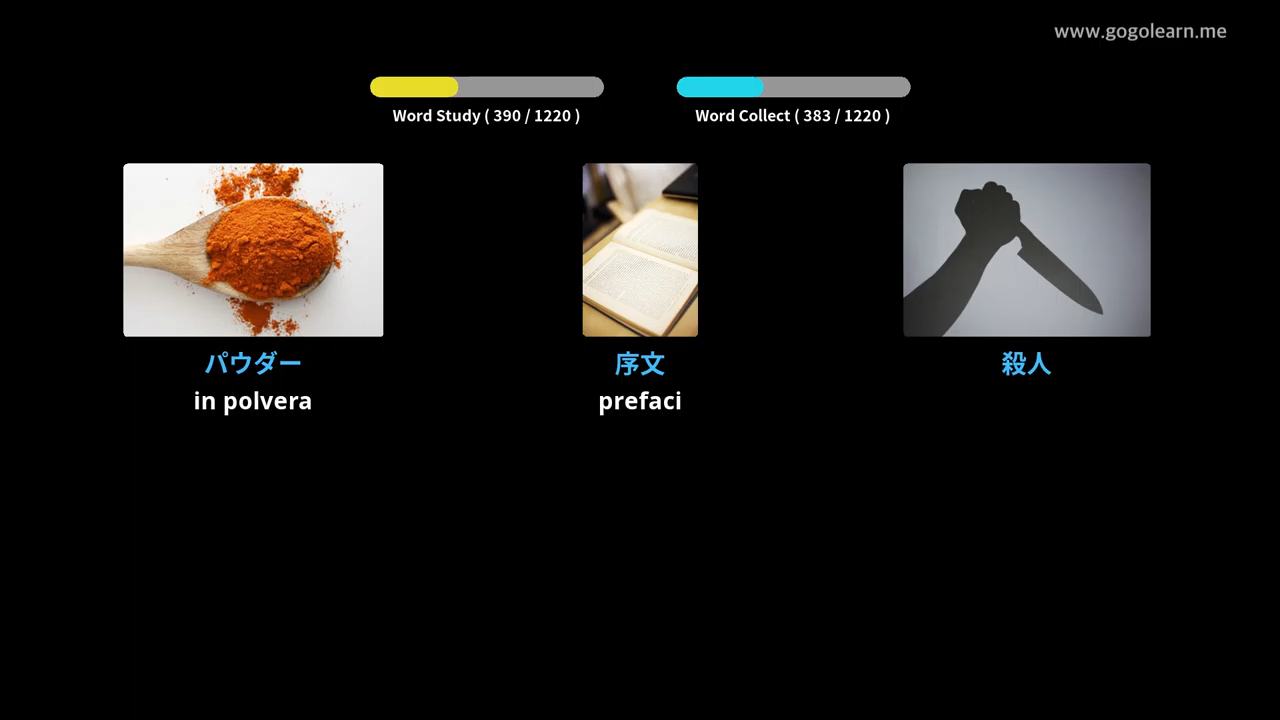 www.gogolearn.me
Word Study ( 390 / 1220 )
Word Collect ( 383 / 1220 )
パウダー
in polvera
序文
prefaci
殺人